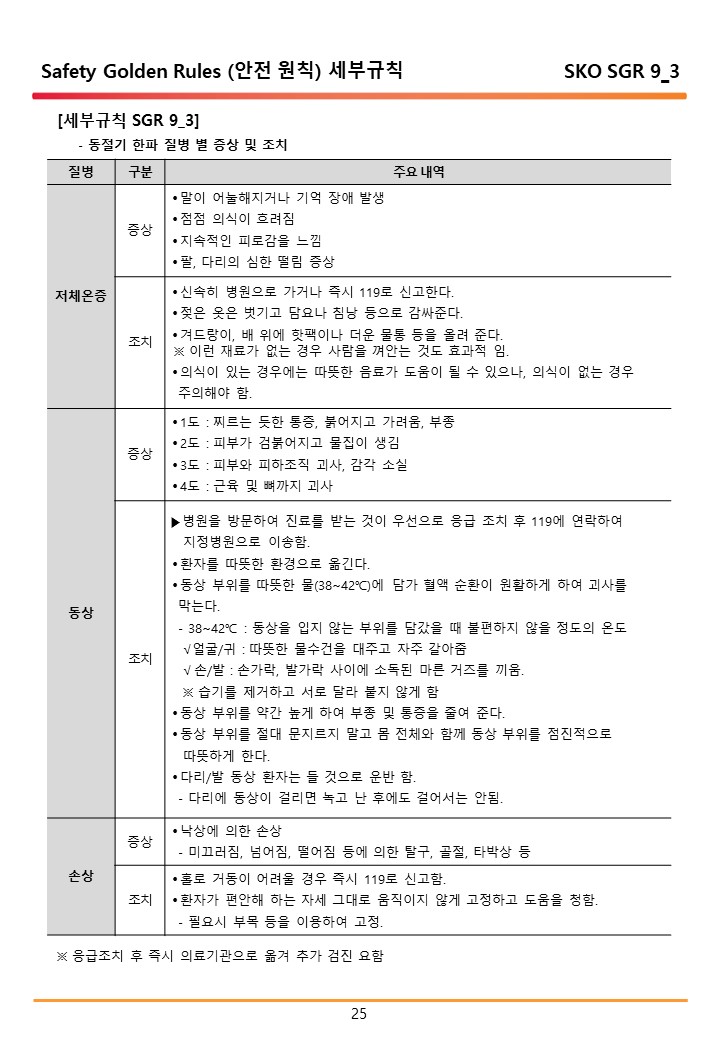 Safety Golden Rules (안전 원칙) 세부규칙 SKO SGR 9_3
[세부규칙 SGR 9_3]
- 동절기 한파 질병 별 증상 및 조치
질병 구분 주요 내역
저체온증
증상
•말이 어눌해지거나 기억 장애 발생
•점점 의식이 흐려짐
•지속적인 피로감을 느낌
•팔, 다리의 심한 떨림 증상
조치
•신속히 병원으로 가거나 즉시 119로 신고한다.
•젖은 옷은 벗기고 담요나 침낭 등으로 감싸준다.
•겨드랑이, 배 위에 핫팩이나 더운 물통 등을 올려 준다.
※ 이런 재료가 없는 경우 사람을 껴안는 것도 효과적 임.
•의식이 있는 경우에는 따뜻한 음료가 도움이 될 수 있으나, 의식이 없는 경우
주의해야 함.
동상
증상
•1도 : 찌르는 듯한 통증, 붉어지고 가려움, 부종
•2도 : 피부가 검붉어지고 물집이 생김
•3도 : 피부와 피하조직 괴사, 감각 소실
•4도 : 근육 및 뼈까지 괴사
조치
▶병원을 방문하여 진료를 받는 것이 우선으로 응급 조치 후 119에 연락하여
지정병원으로 이송함.
•환자를 따뜻한 환경으로 옮긴다.
•동상 부위를 따뜻한 물(38~42℃)에 담가 혈액 순환이 원활하게 하여 괴사를
막는다.
- 38~42℃ : 동상을 입지 않는 부위를 담갔을 때 불편하지 않을 정도의 온도
√얼굴/귀 : 따뜻한 물수건을 대주고 자주 갈아줌
√ 손/발 : 손가락, 발가락 사이에 소독된 마른 거즈를 끼움.
※ 습기를 제거하고 서로 달라 붙지 않게 함
•동상 부위를 약간 높게 하여 부종 및 통증을 줄여 준다.
•동상 부위를 절대 문지르지 말고 몸 전체와 함께 동상 부위를 점진적으로
따뜻하게 한다.
•다리/발 동상 환자는 들 것으로 운반 함.
- 다리에 동상이 걸리면 녹고 난 후에도 걸어서는 안됨.
손상
증상
•낙상에 의한 손상
- 미끄러짐, 넘어짐, 떨어짐 등에 의한 탈구, 골절, 타박상 등
조치
•홀로 거동이 어려울 경우 즉시 119로 신고함.
•환자가 편안해 하는 자세 그대로 움직이지 않게 고정하고 도움을 청함.
- 필요시 부목 등을 이용하여 고정.
※ 응급조치 후 즉시 의료기관으로 옮겨 추가 검진 요함
25